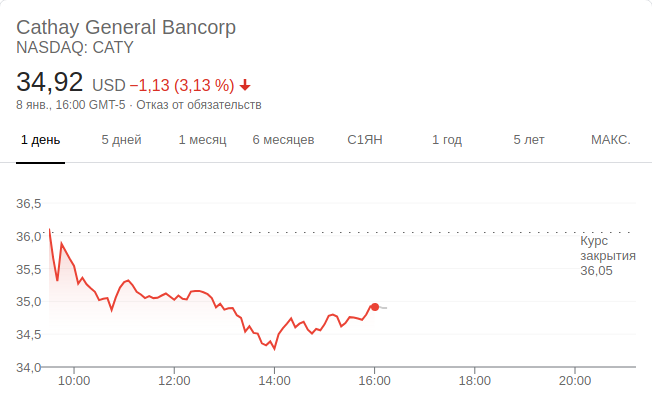 Cathay General Bancorp
NASDAQ: CATY
34,92 USD −1,13 (3,13 %)
8 янв., 16:00 GMT-5 · Отказ от обязательств
1 день 5 дней 1 месяц 6 месяцев С1ЯН 1 год 5 лет МАКС.
36,5
36,0
35,5
35,0
34,5
34,0
Курс
закрытия
36,05
10:00 12:00 14:00 16:00 18:00 20:00